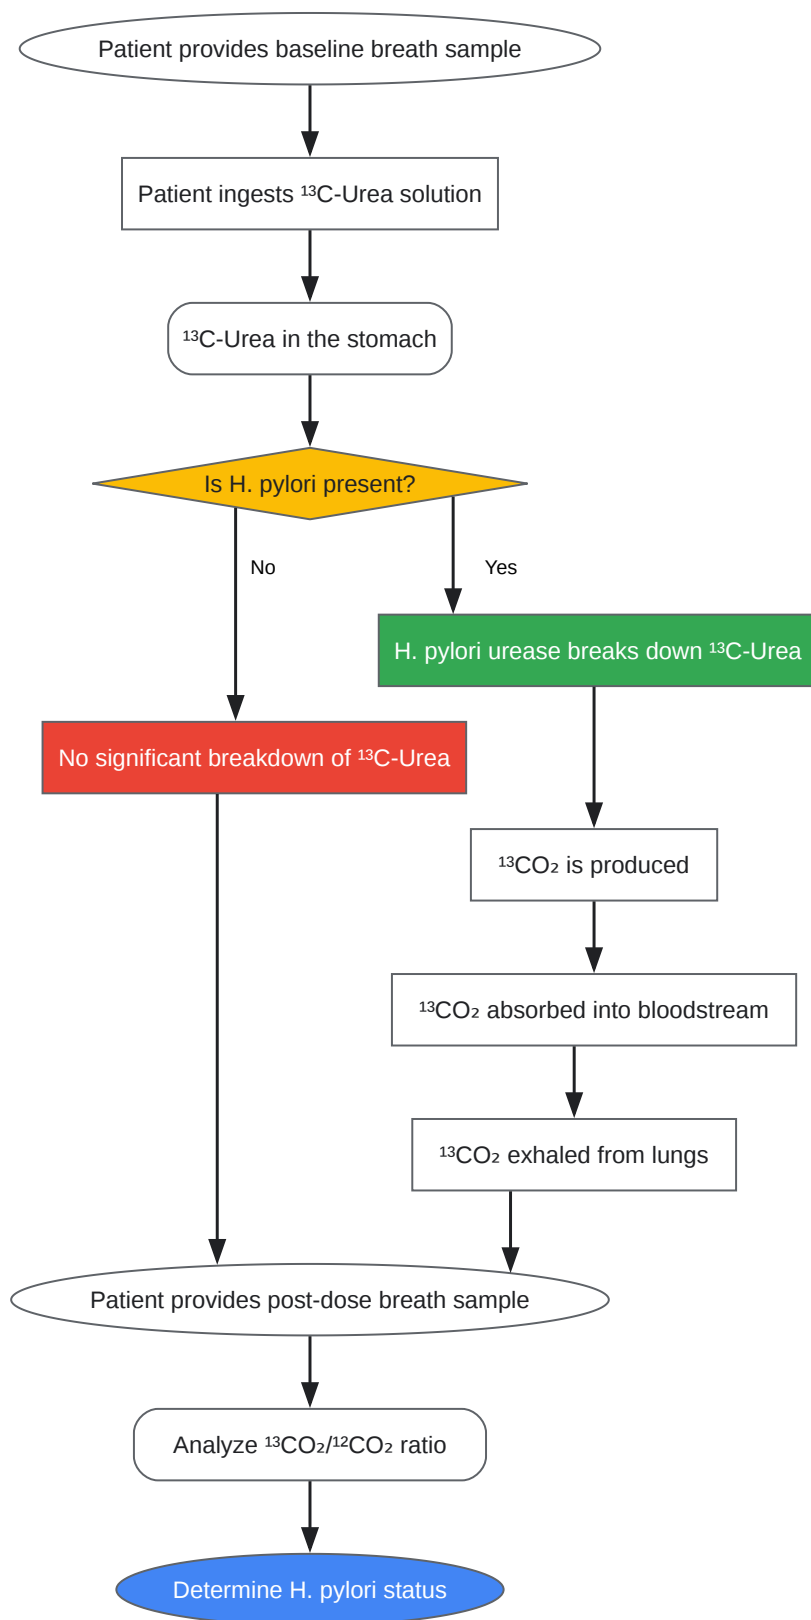 Patient provides baseline breath sample
Patient ingests ¹³C-Urea solution
¹³C-Urea in the stomach
Is H. pylori present?
No
Yes
H. pylori urease breaks down ¹³C-Urea
No significant breakdown of ¹³C-Urea
¹³CO₂ is produced
¹³CO₂ absorbed into bloodstream
¹³CO₂ exhaled from lungs
Patient provides post-dose breath sample
Analyze ¹³CO₂/¹²CO₂ ratio
Determine H. pylori status